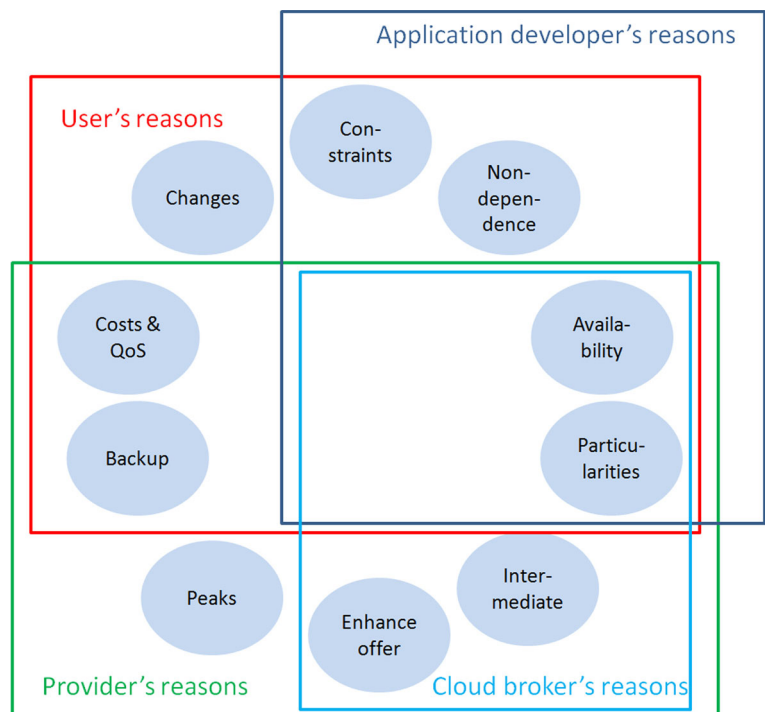 Application developer’s reasons
User’s reasons
Con-
straints
Changes
Non-
depen-
dence
Costs &
QoS
Availa-
bility
Backup
Particu-
larities
Peaks
Inter-
mediate
Enhance
offer
Provider’s reasons
Cloud broker’s reasons